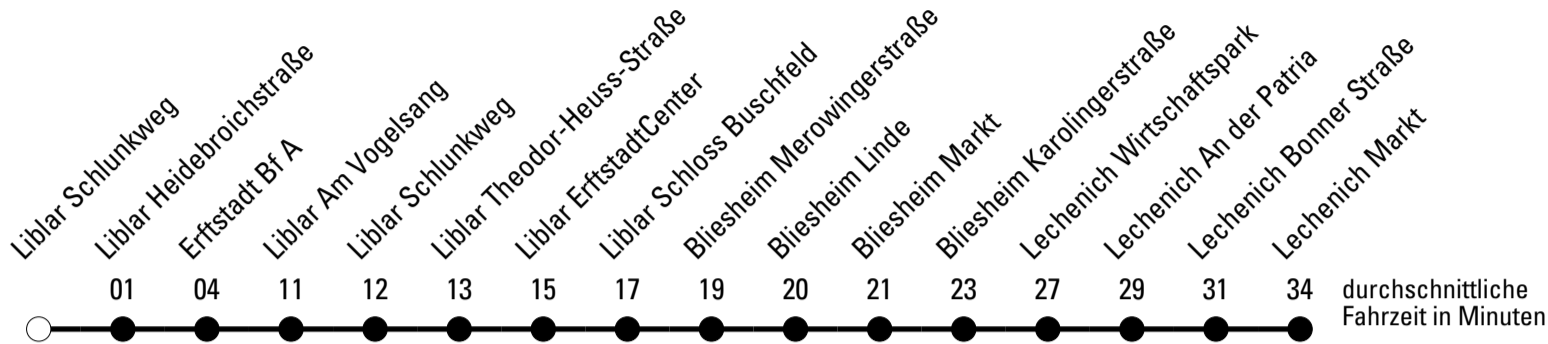 Liblar Schlunkweg
Liblar Heidebroichstraße
Erftstadt Bf A
Liblar Am Vogelsang
Liblar Schlunkweg
Liblar Theodor-Heuss-Straße
Liblar ErftstadtCenter
Liblar Schloss Buschfeld
Bliesheim Merowingerstraße
Bliesheim Linde
Bliesheim Markt
Bliesheim Karolingerstraße
Lechenich Wirtschaftspark
Lechenich An der Patria
Lechenich Bonner Straße
Lechenich Markt
01 04 11 12 13 15 17 19 20 21 23 27 29 31 34 durchschnittliche
Fahrzeit in Minuten